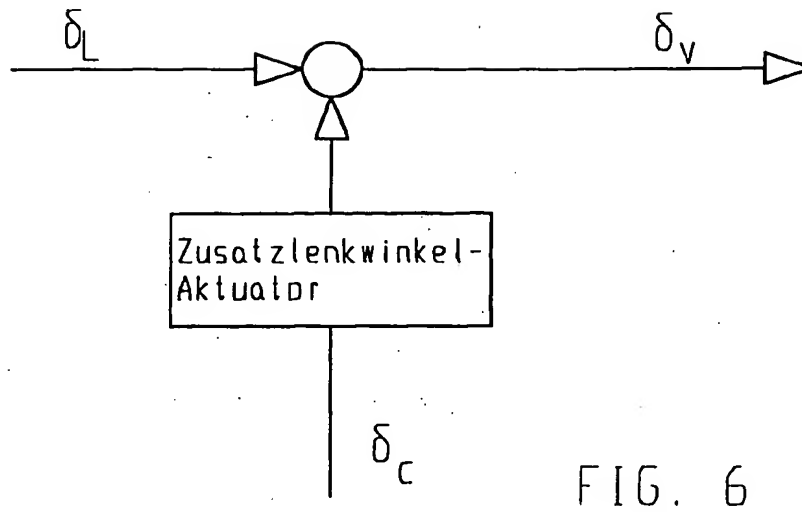 δL
δv
Zusatzlenkwinkel-
Aktuator
δc
FIG. 6